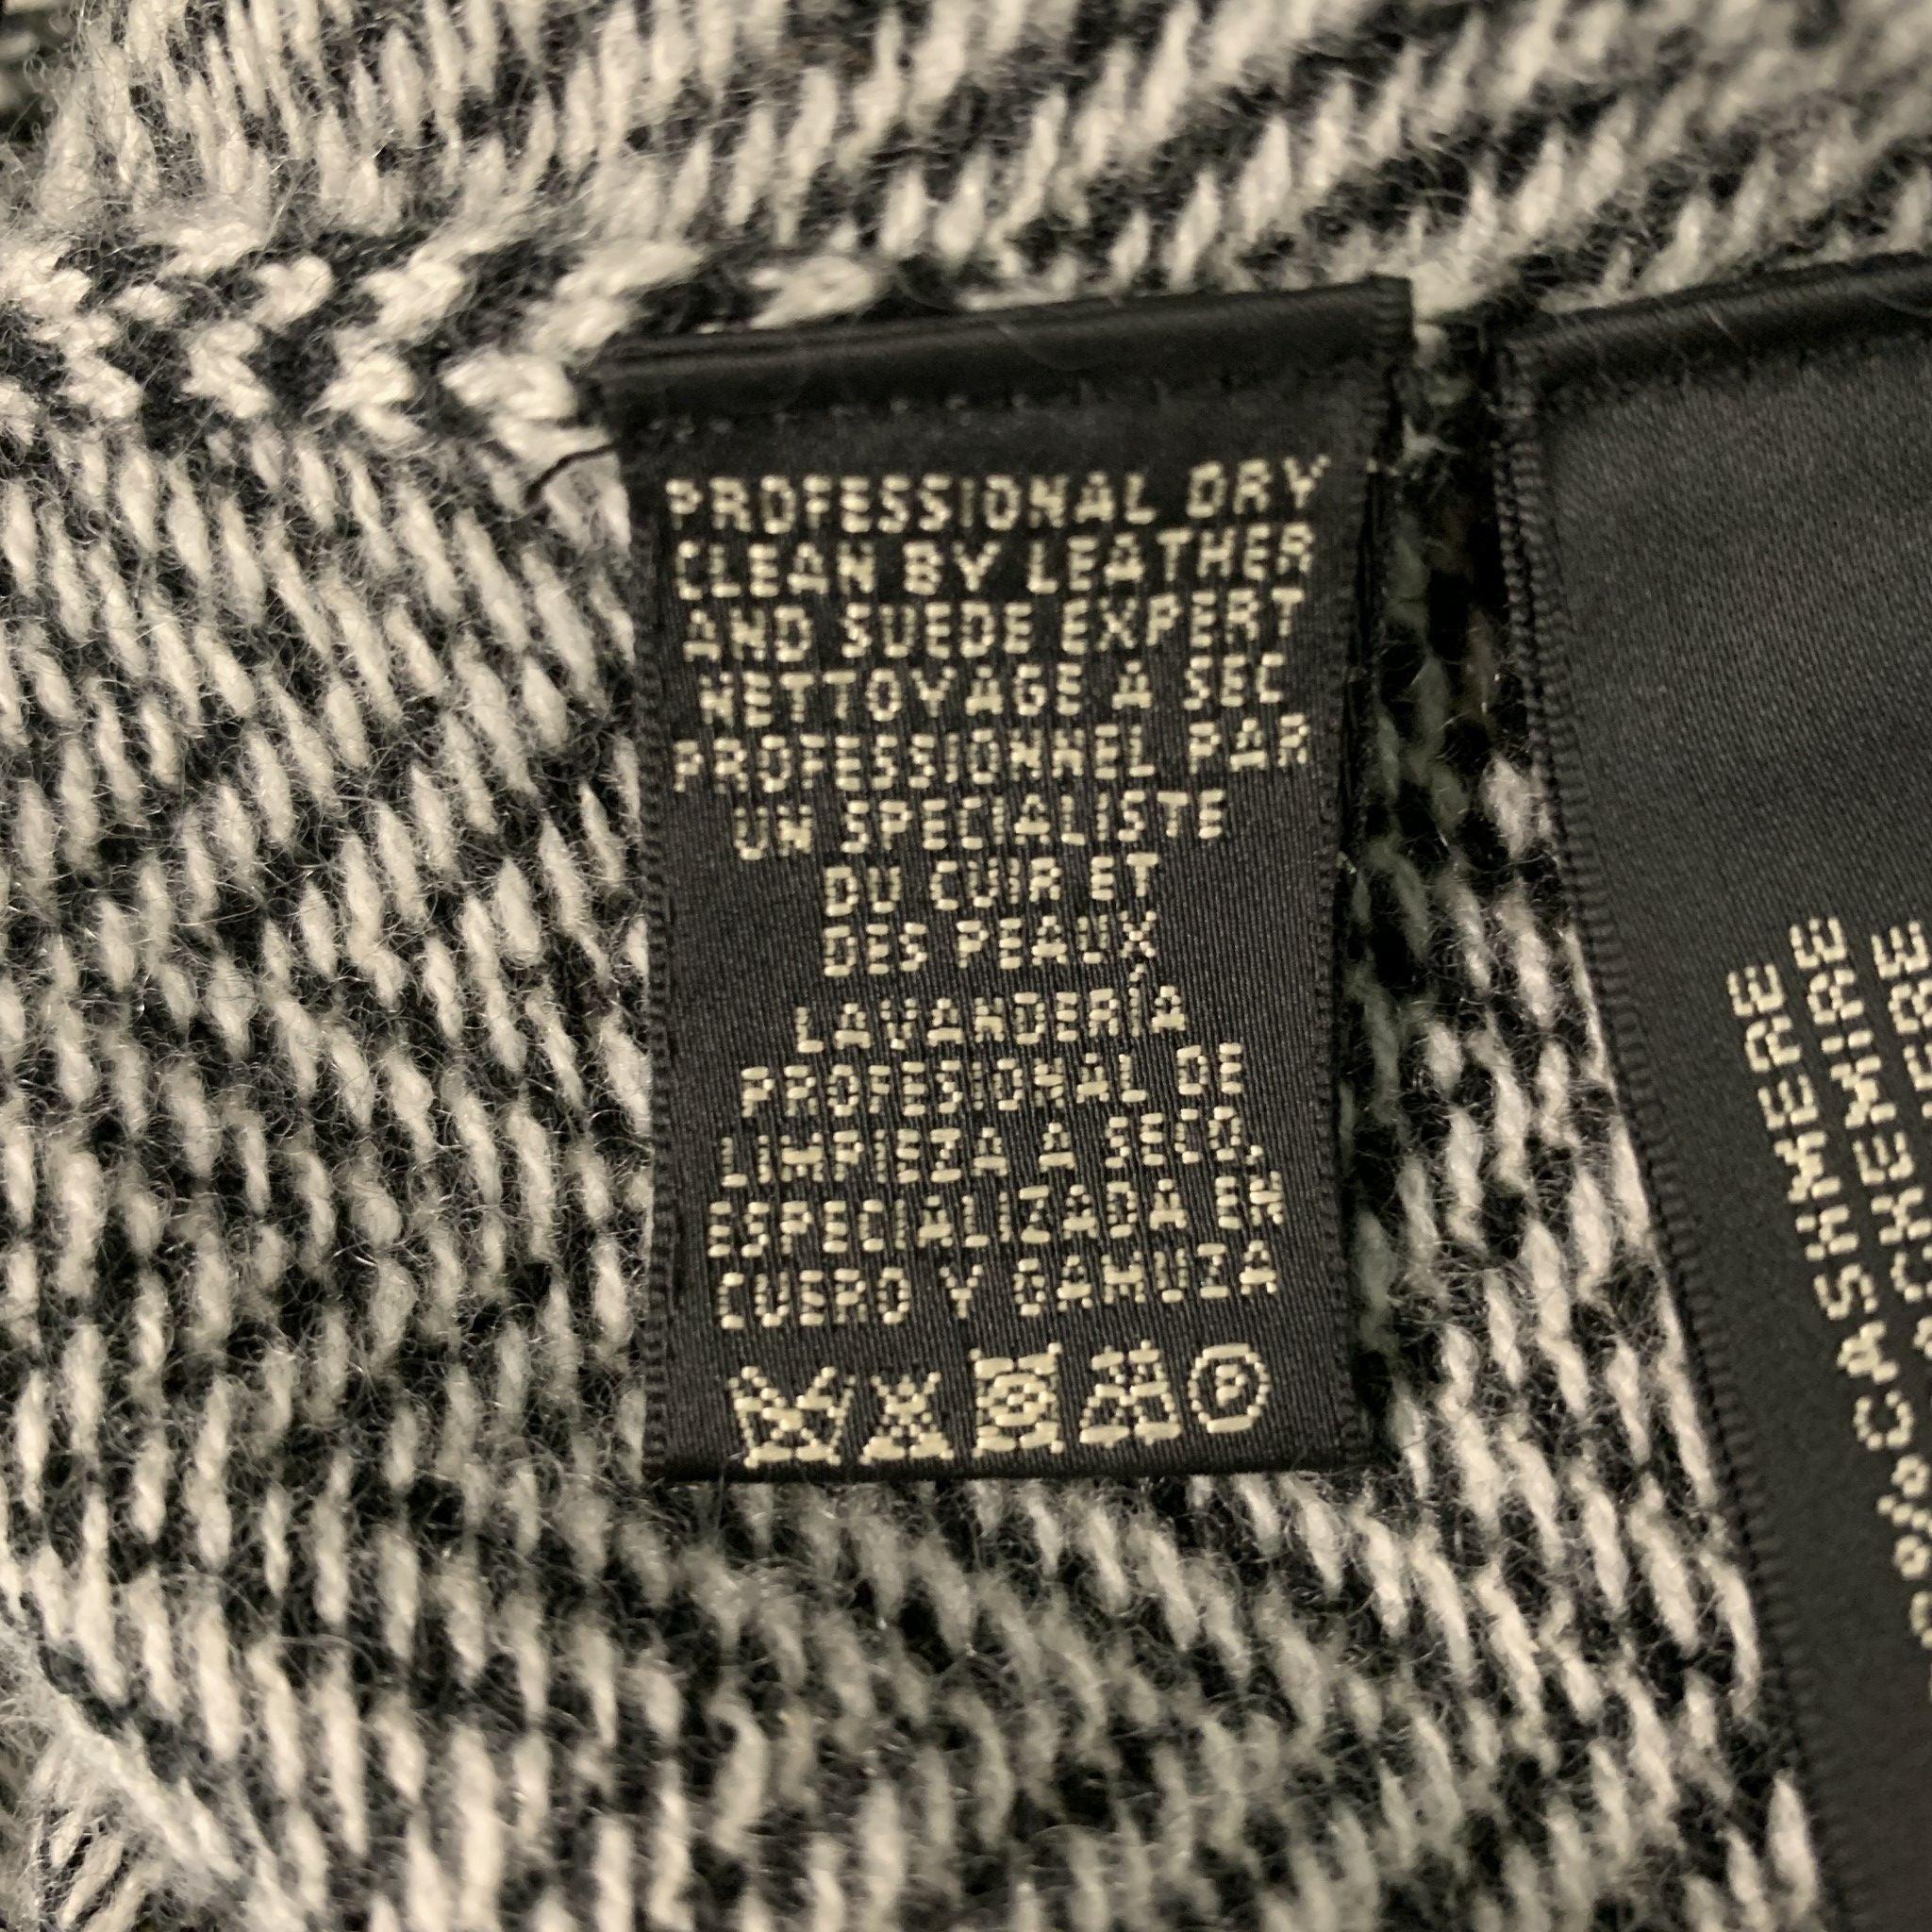 PROFESSIONAL DRY
CLEAN BY LEATHER
AND SUEDE EXPERT
NETTOYAGE A SEC
PROFESSIONNEL PAR
UN SPECIALISTE
DU CUIR ET
DES PEAUX
LAVANDERÍA
PROFESIONAL DE
LIMPIEZA A SECO,
ESPECIALIZADA EN
CUERO Y GAMUZA
P
CASHMERE
CACHEMIRE